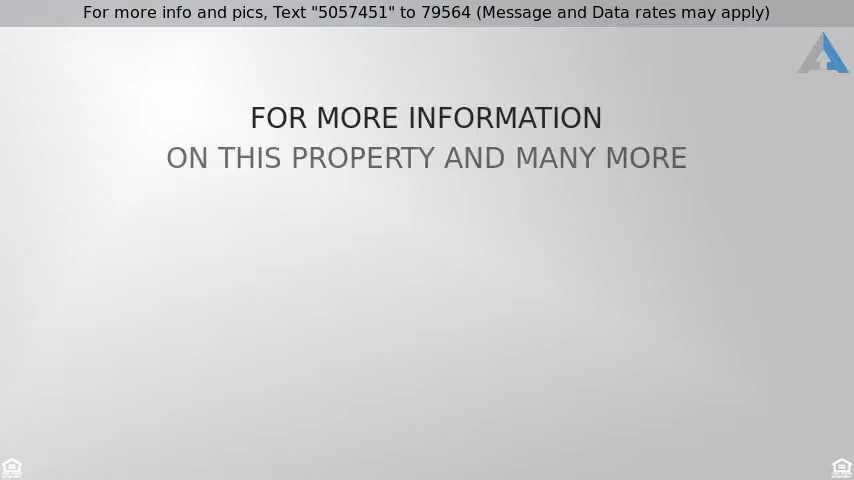 For more info and pics, Text "5057451" to 79564 (Message and Data rates may apply)
FOR MORE INFORMATION
ON THIS PROPERTY AND MANY MORE